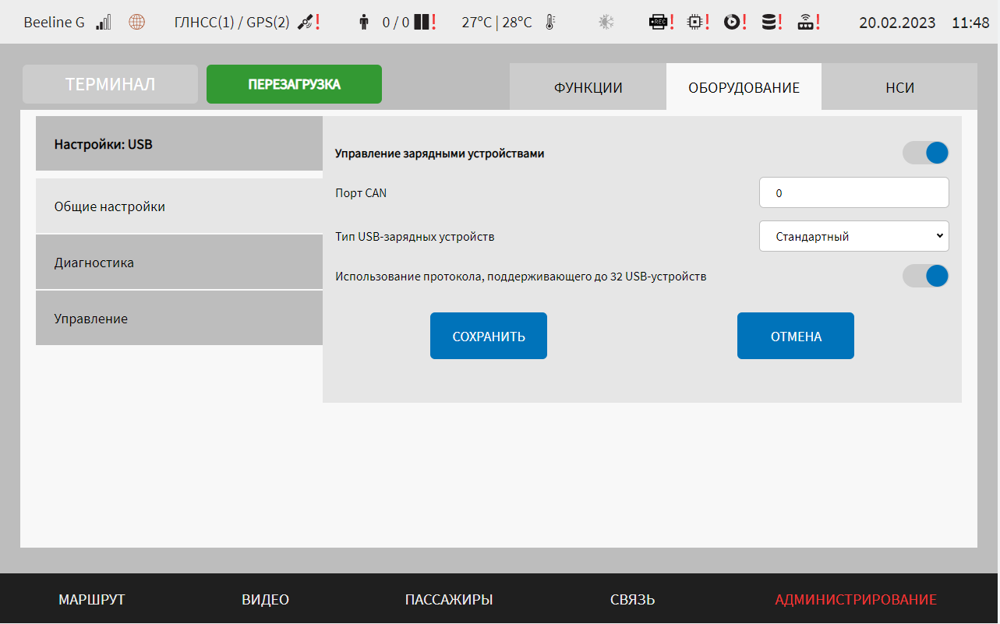 Beeline G ГЛНСС(1) / GPS(2) ! 0 / 0 ! 27°C | 28°C REC ! ! ! ! ! 20.02.2023 11:48
ТЕРМИНАЛ ПЕРЕЗАГРУЗКА ФУНКЦИИ ОБОРУДОВАНИЕ НСИ
Настройки: USB
Общие настройки
Диагностика
Управление
Управление зарядными устройствами
Порт CAN 0
Тип USB-зарядных устройств Стандартный
Использование протокола, поддерживающего до 32 USB-устройств
СОХРАНИТЬ ОТМЕНА
МАРШРУТ ВИДЕО ПАССАЖИРЫ СВЯЗЬ АДМИНИСТРИРОВАНИЕ